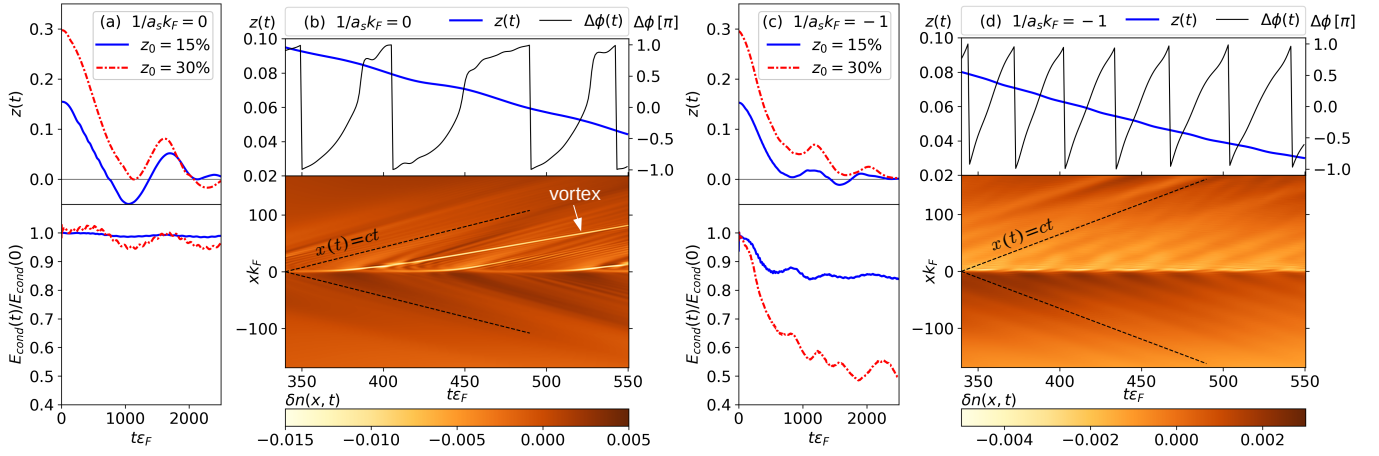 (a) 1/a_s k_F = 0
z_0 = 15%
z_0 = 30%
z(t)
0.3
0.2
0.1
0.0
E_cond(t)/E_cond(0)
1.0
0.9
0.8
0.7
0.6
0.5
0.4
0 1000 2000
tε_F
z(t) (b) 1/a_s k_F = 0 z(t) Δϕ(t) Δϕ [π]
0.10
0.08
0.06
0.04
0.02
1.0
0.5
0.0
−0.5
−1.0
vortex
x(t)=ct
xk_F
100
0
−100
350 400 450 500 550
tε_F
δn(x, t)
−0.015 −0.010 −0.005 0.000 0.005
(c) 1/a_s k_F = −1
z_0 = 15%
z_0 = 30%
z(t)
0.3
0.2
0.1
0.0
E_cond(t)/E_cond(0)
1.0
0.9
0.8
0.7
0.6
0.5
0.4
0 1000 2000
tε_F
z(t) (d) 1/a_s k_F = −1 z(t) Δϕ(t) Δϕ [π]
0.10
0.08
0.06
0.04
0.02
1.0
0.5
0.0
−0.5
−1.0
x(t)=ct
xk_F
100
0
−100
350 400 450 500 550
tε_F
δn(x, t)
−0.004 −0.002 0.000 0.002